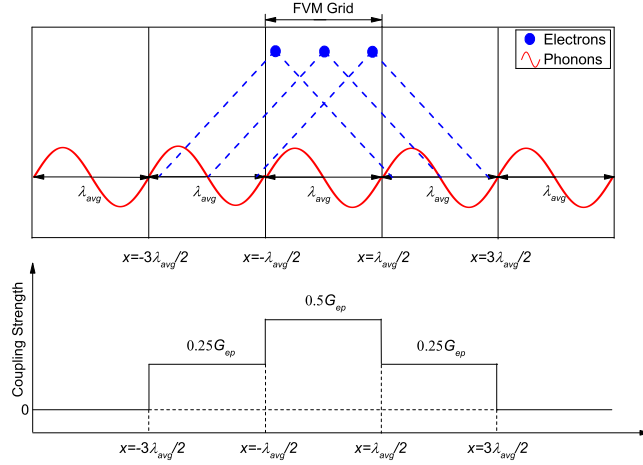 FVM Grid
Electrons
Phonons
λavg λavg λavg λavg λavg
x=-3λavg/2 x=-λavg/2 x=λavg/2 x=3λavg/2
Coupling Strength
0.5Gep
0.25Gep 0.25Gep
0
x=-3λavg/2 x=-λavg/2 x=λavg/2 x=3λavg/2